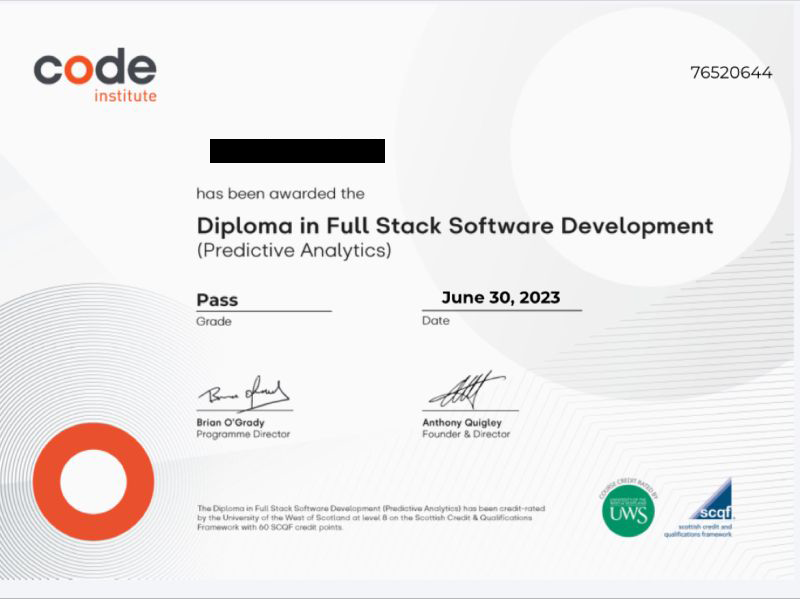 code
institute
76520644
has been awarded the
Diploma in Full Stack Software Development
(Predictive Analytics)
Pass
Grade
June 30, 2023
Date
Brian O'Grady
Programme Director
Anthony Quigley
Founder & Director
The Diploma in Full Stack Software Development (Predictive Analytics) has been credit-rated
by the University of the West of Scotland at level 8 on the Scottish Credit & Qualifications
Framework with 60 SCQF credit points.
COURSE CREDIT RATED BY
UWS
scqf
scottish credit and
qualifications framework